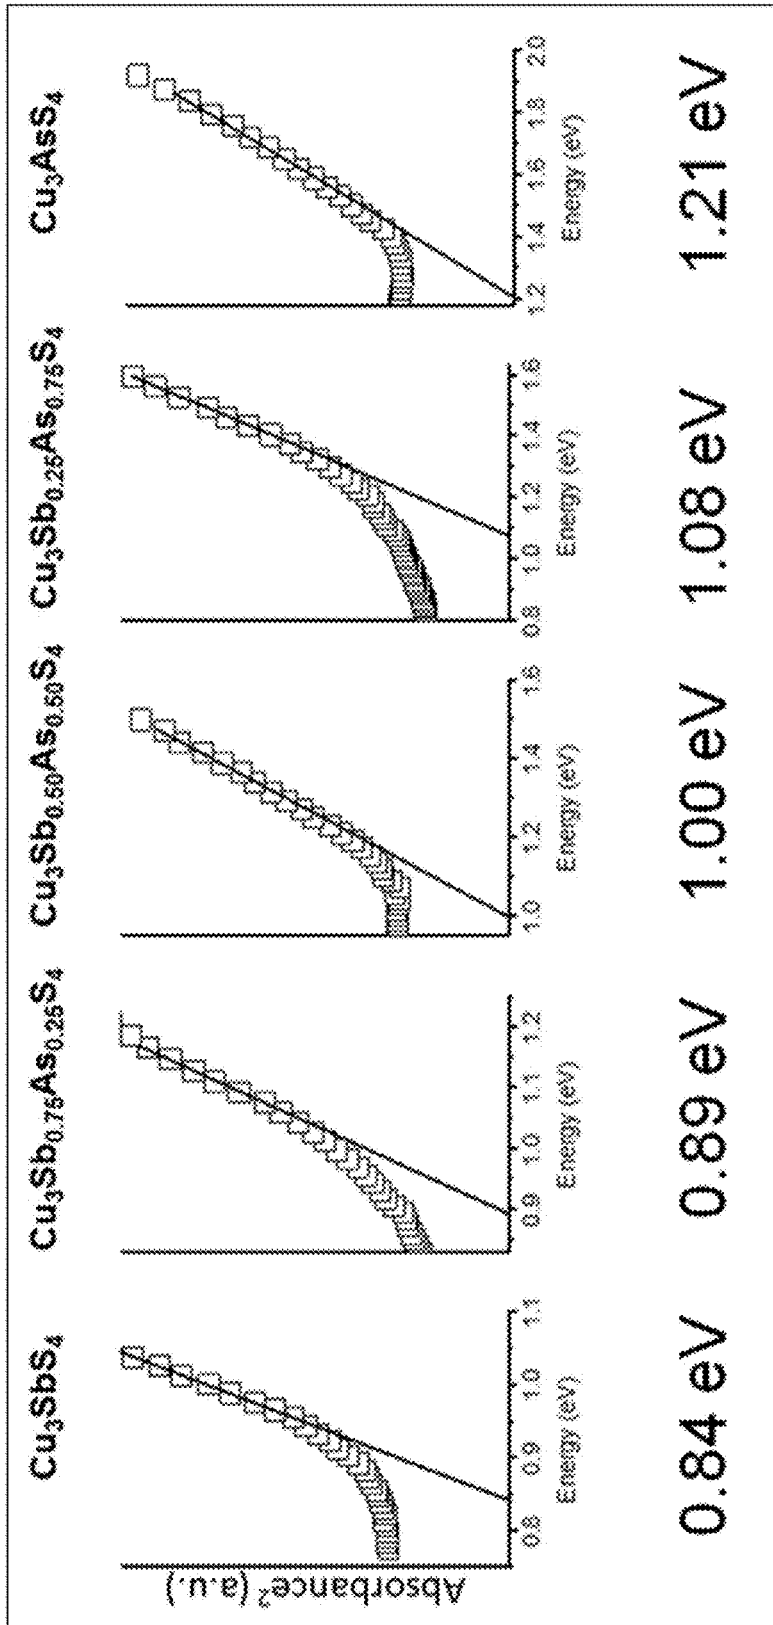 Cu₃SbS₄
Cu₃Sb₀.₇₅As₀.₂₅S₄
Cu₃Sb₀.₅₀As₀.₅₀S₄
Cu₃Sb₀.₂₅As₀.₇₅S₄
Cu₃AsS₄
Absorbance² (a.u.)
0.8 0.9 1.0 1.1
Energy (eV)
0.9 1.0 1.1 1.2
Energy (eV)
1.0 1.2 1.4 1.6
Energy (eV)
0.8 1.0 1.2 1.4 1.6
Energy (eV)
1.2 1.4 1.6 1.8 2.0
Energy (eV)
0.84 eV
0.89 eV
1.00 eV
1.08 eV
1.21 eV